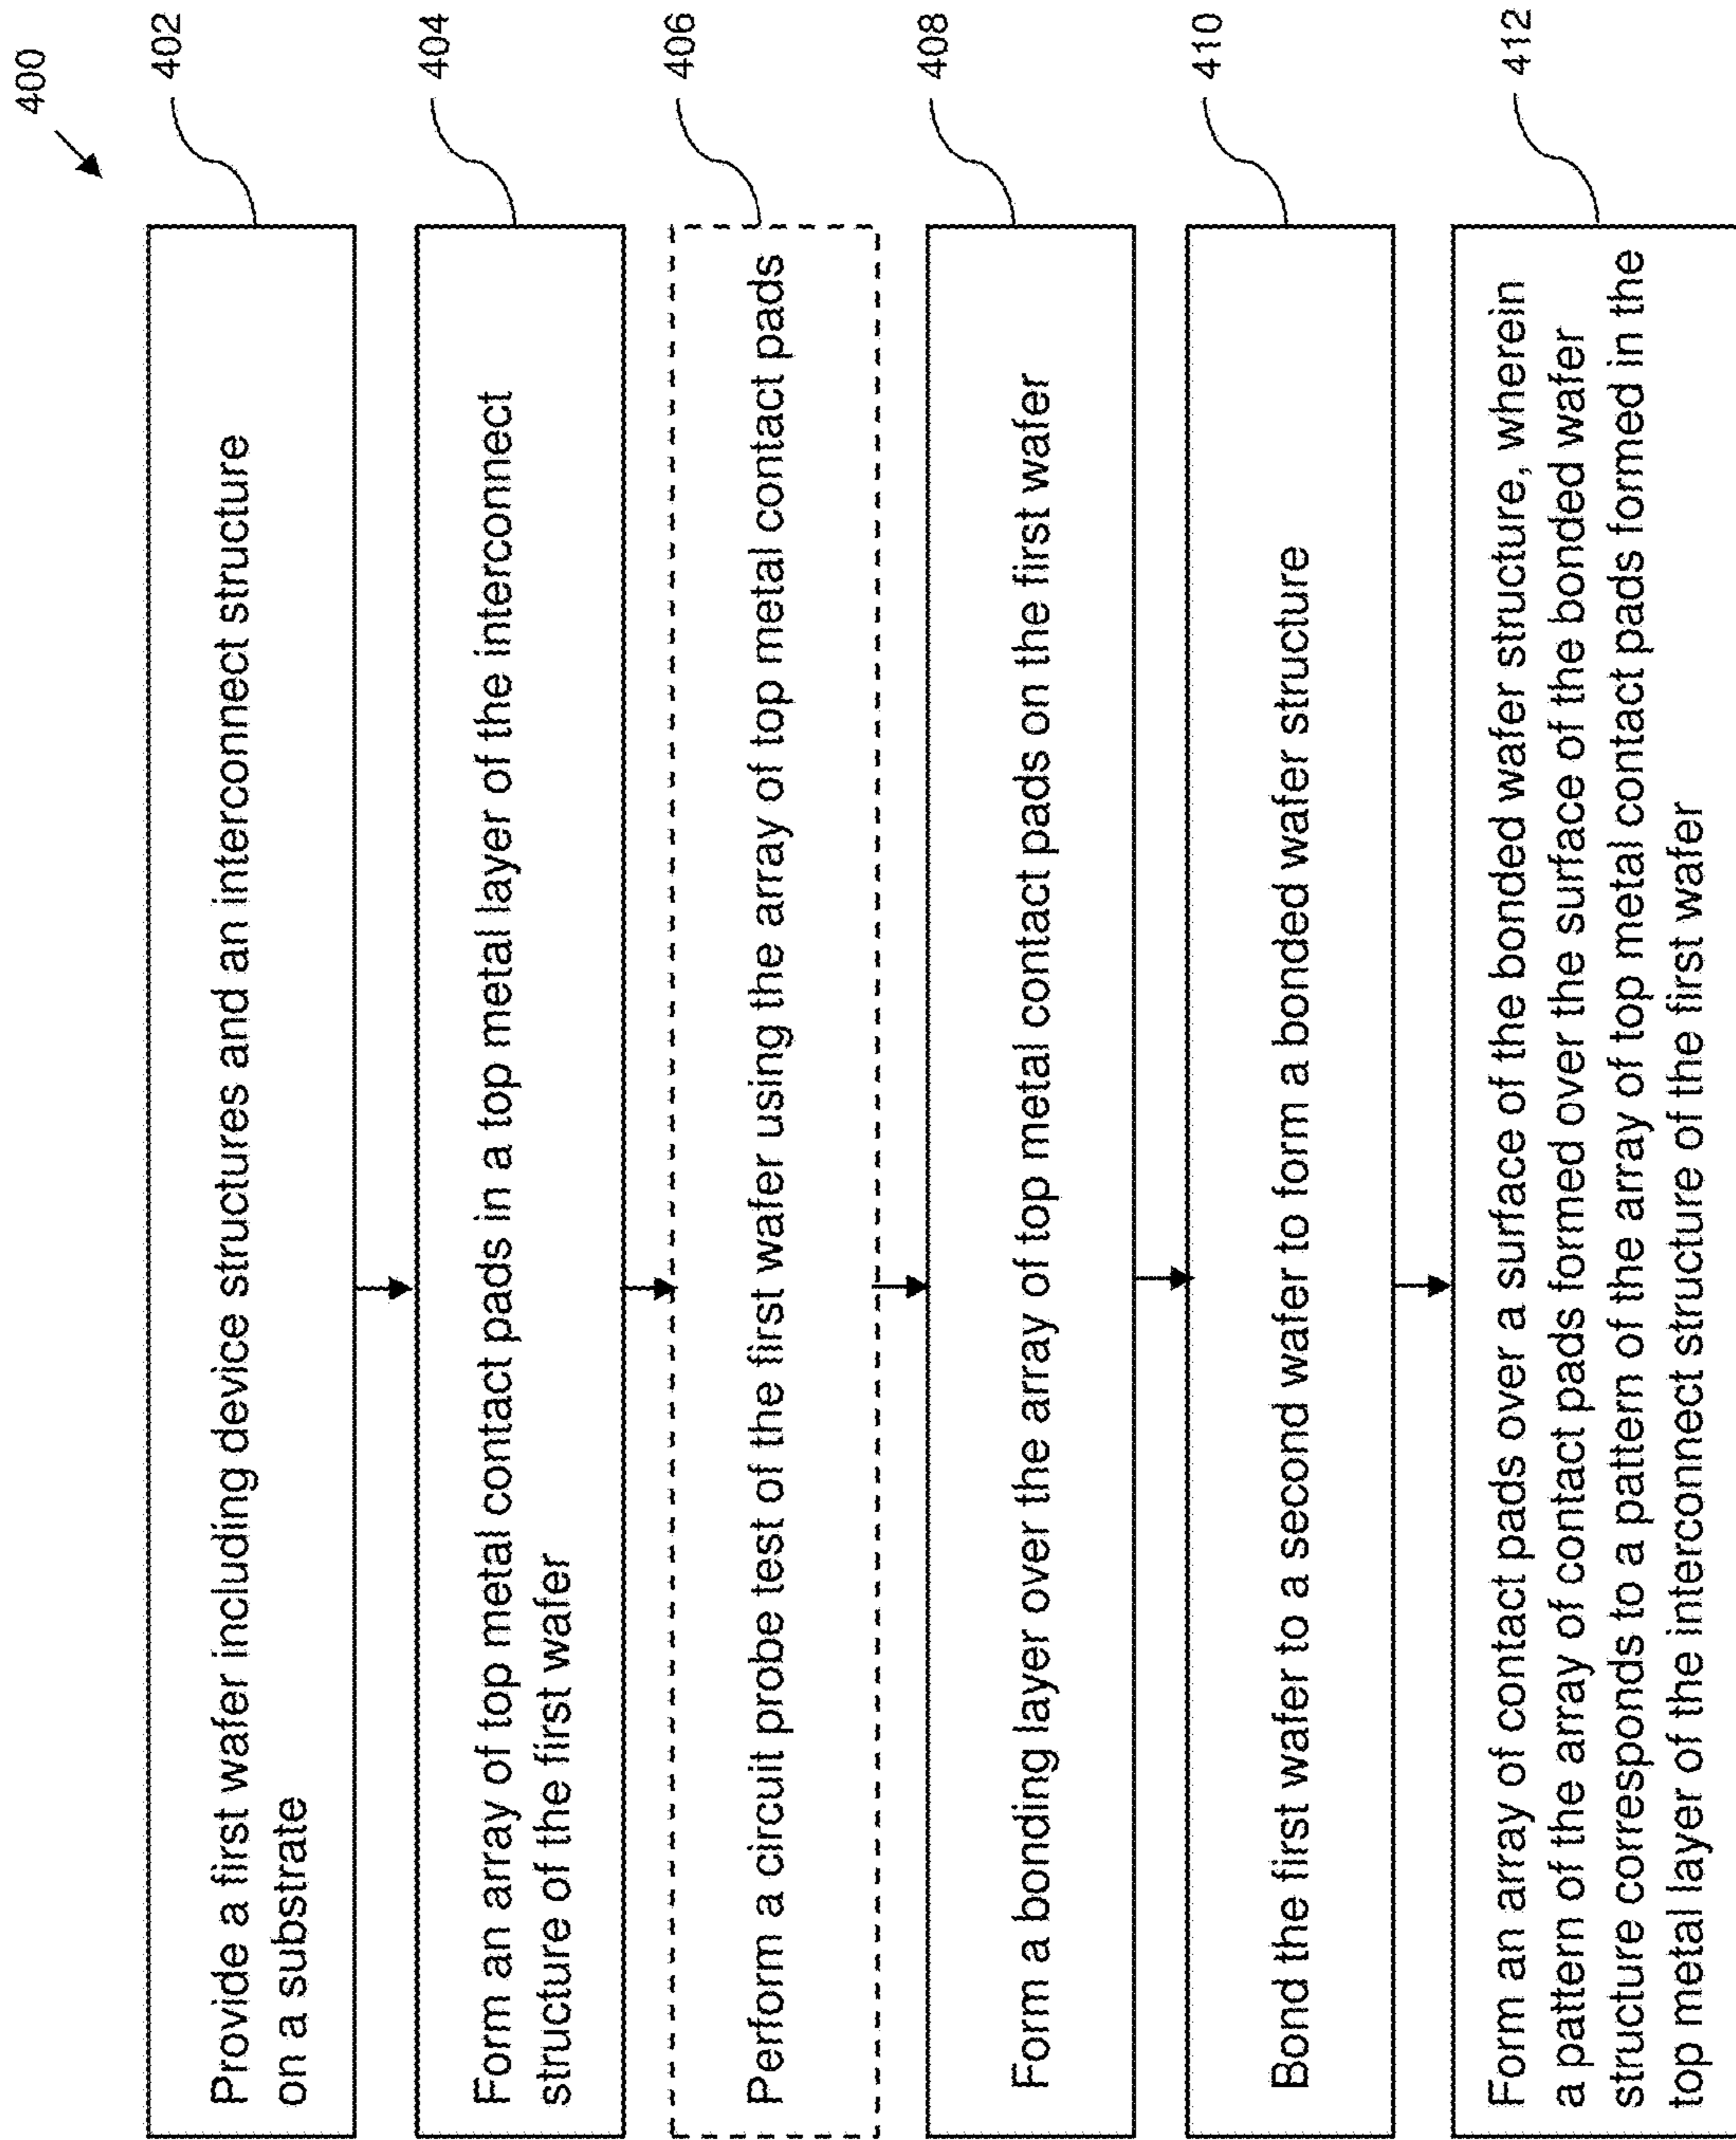 400
402
Provide a first wafer including device structures and an interconnect structure
on a substrate
404
Form an array of top metal contact pads in a top metal layer of the interconnect
structure of the first wafer
406
Perform a circuit probe test of the first wafer using the array of top metal contact pads
408
Form a bonding layer over the array of top metal contact pads on the first wafer
410
Bond the first wafer to a second wafer to form a bonded wafer structure
412
Form an array of contact pads over a surface of the bonded wafer structure, wherein
a pattern of the array of contact pads formed over the surface of the bonded wafer
structure corresponds to a pattern of the array of top metal contact pads formed in the
top metal layer of the interconnect structure of the first wafer